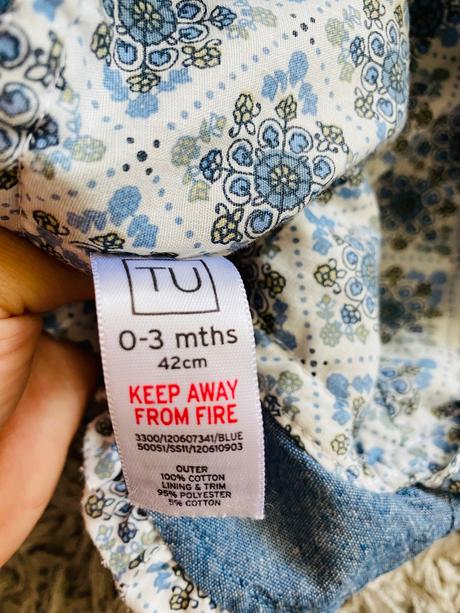 TU
0-3 mths
42cm
KEEP AWAY
FROM FIRE
3300/120607341/BLUE
50051/SS11/120610903
OUTER
100% COTTON
LINING & TRIM
95% POLYESTER
5% COTTON